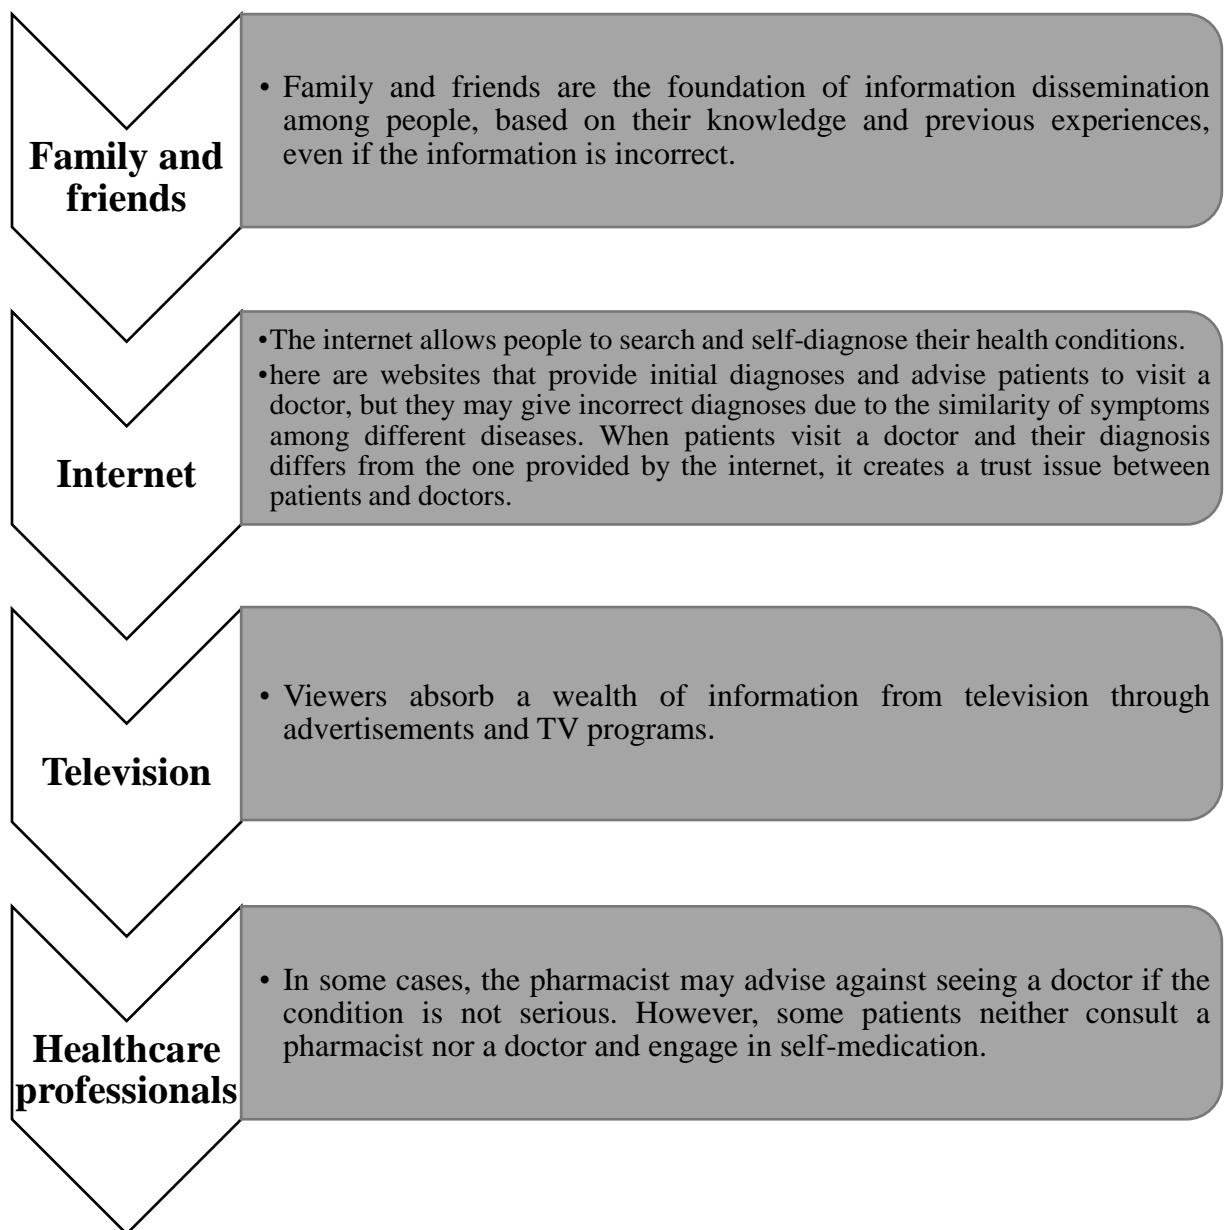 Family and
friends
• Family and friends are the foundation of information dissemination
among people, based on their knowledge and previous experiences,
even if the information is incorrect.
Internet
•The internet allows people to search and self-diagnose their health conditions.
•here are websites that provide initial diagnoses and advise patients to visit a
doctor, but they may give incorrect diagnoses due to the similarity of symptoms
among different diseases. When patients visit a doctor and their diagnosis
differs from the one provided by the internet, it creates a trust issue between
patients and doctors.
Television
• Viewers absorb a wealth of information from television through
advertisements and TV programs.
Healthcare
professionals
• In some cases, the pharmacist may advise against seeing a doctor if the
condition is not serious. However, some patients neither consult a
pharmacist nor a doctor and engage in self-medication.